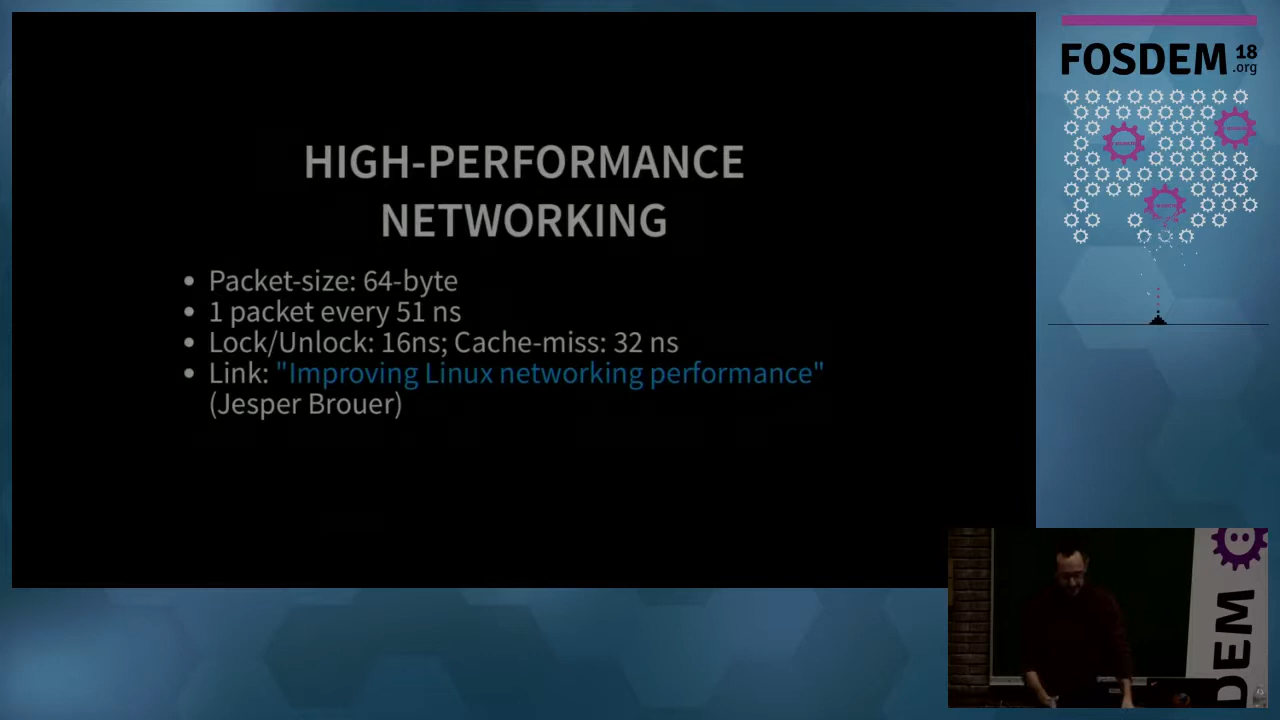 HIGH-PERFORMANCE
NETWORKING
• Packet-size: 64-byte
• 1 packet every 51 ns
• Lock/Unlock: 16ns; Cache-miss: 32 ns
• Link: "Improving Linux networking performance"
(Jesper Brouer)
FOSDEM 18
.org
DEM